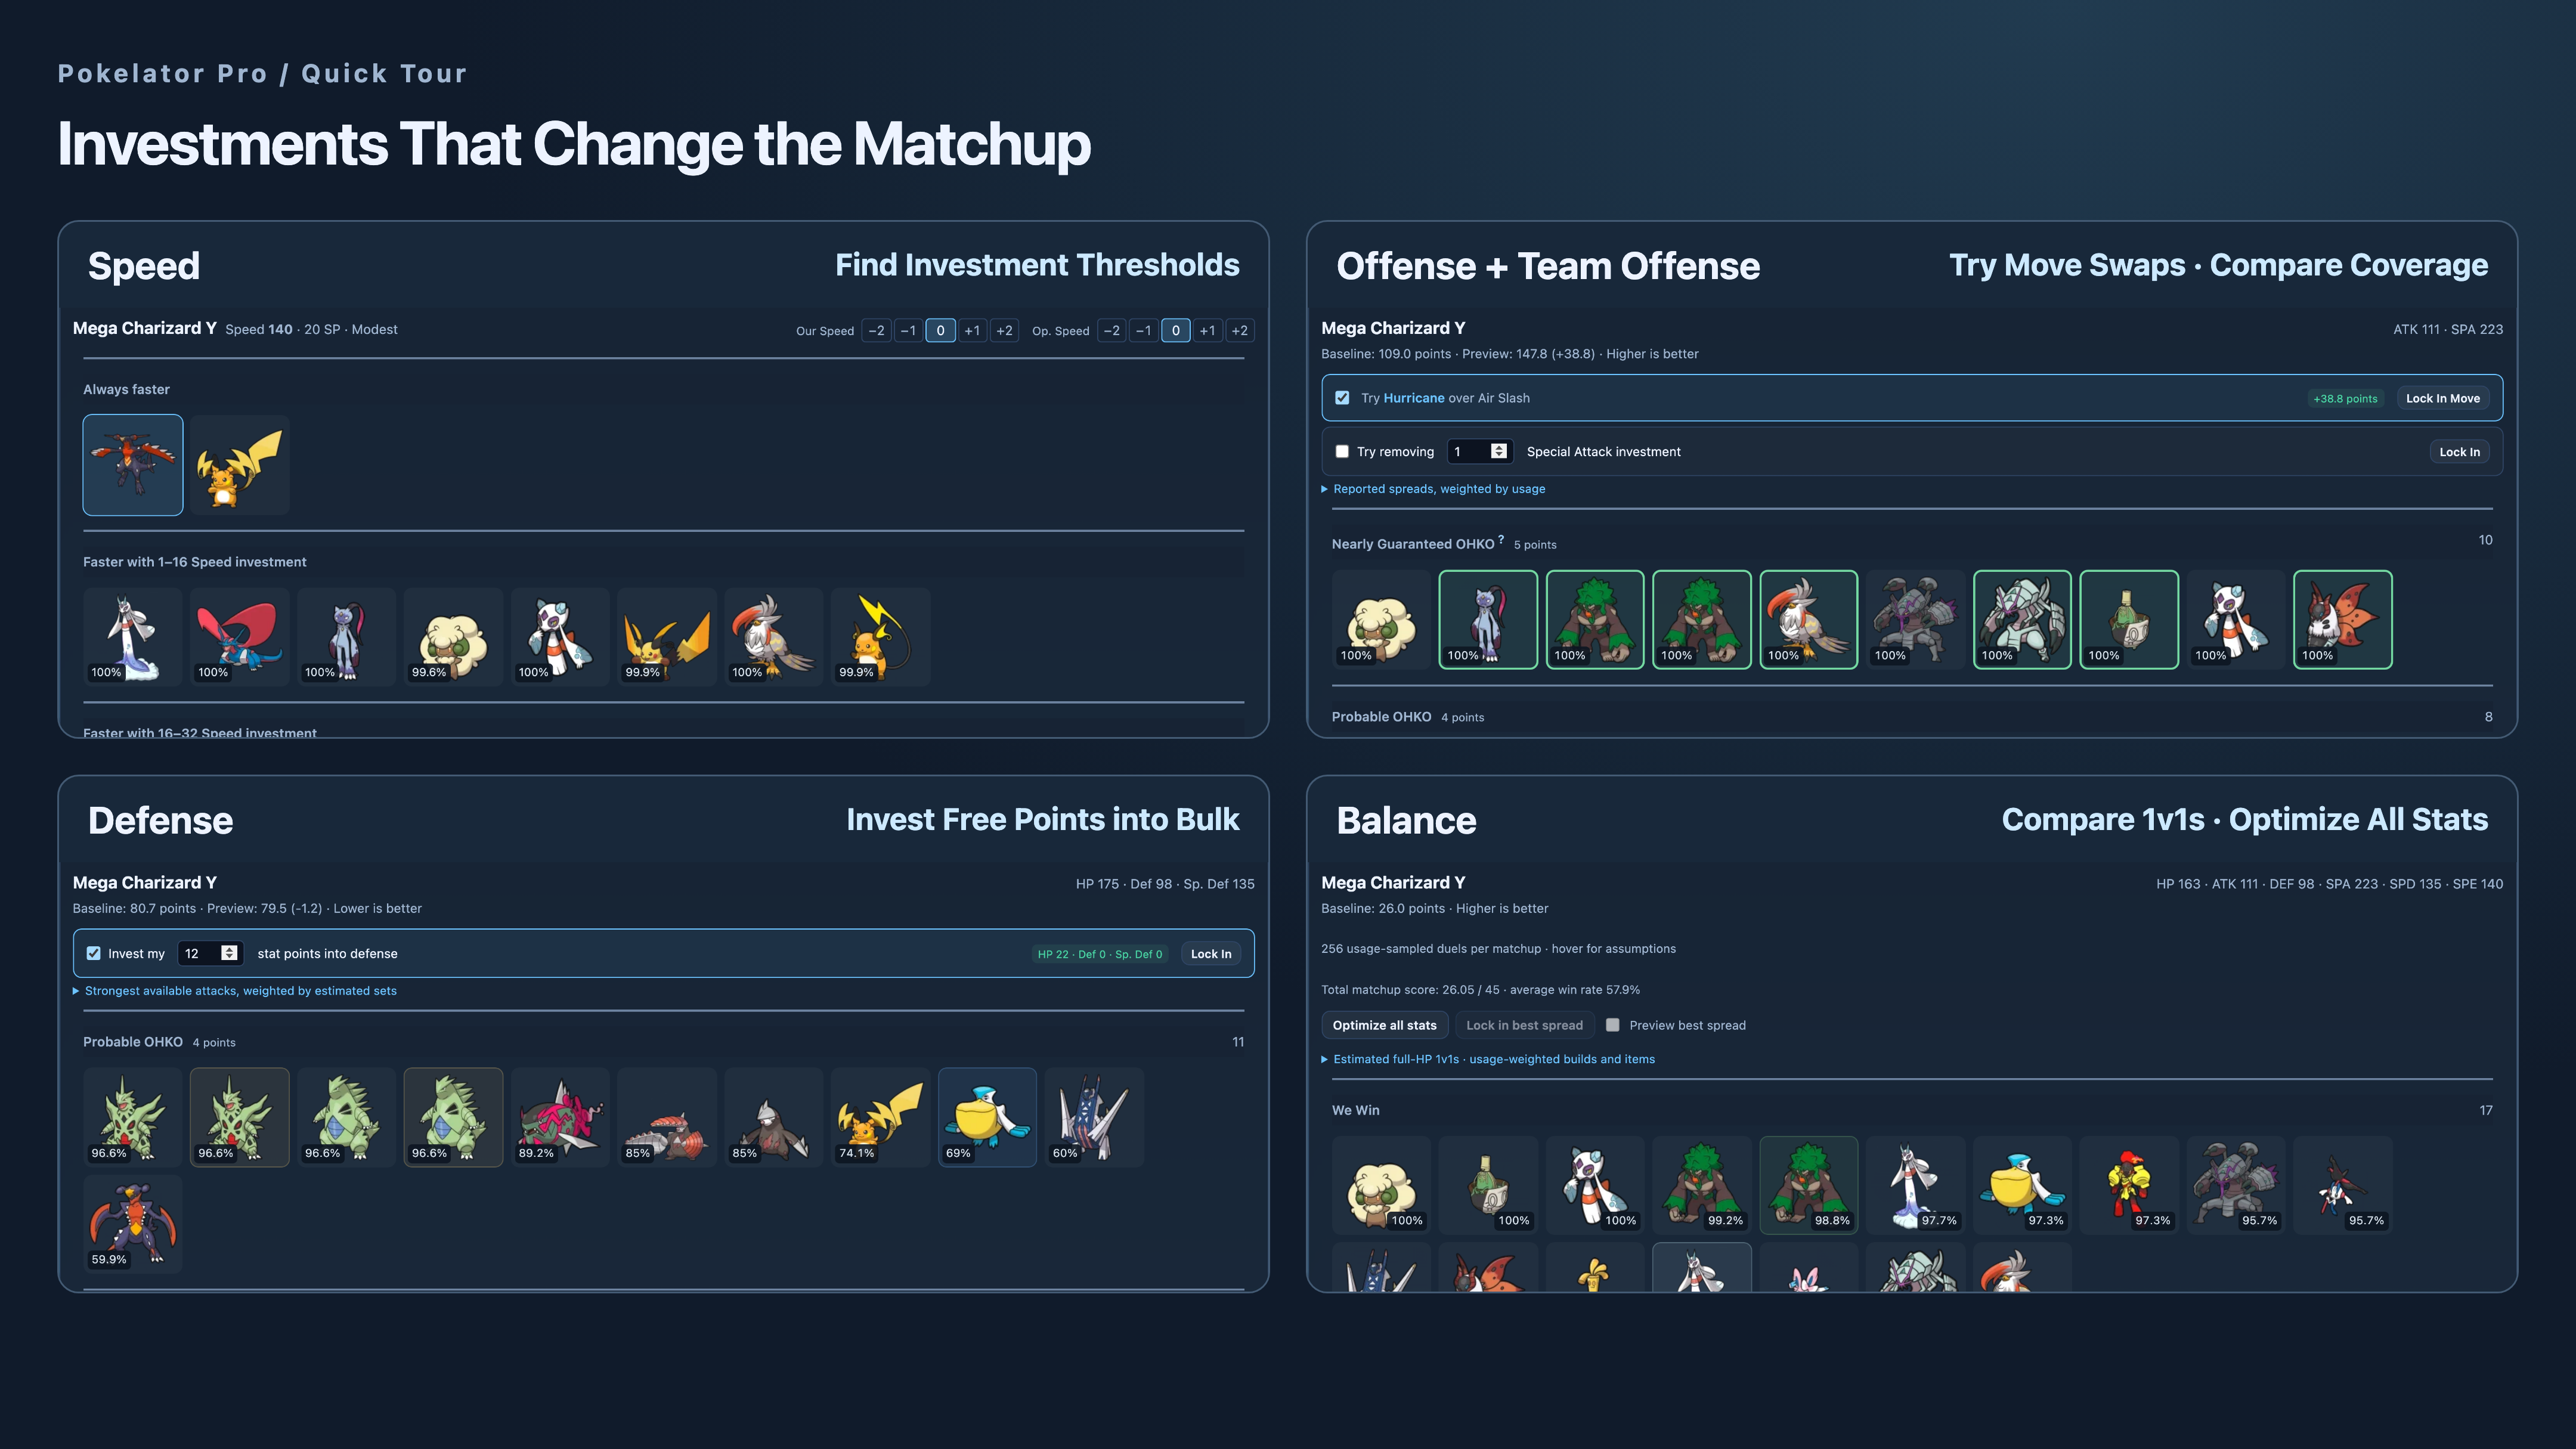 Pokelator Pro / Quick Tour
Investments That Change the Matchup
Speed
Find Investment Thresholds
Mega Charizard Y Speed 140 · 20 SP · Modest
Our Speed −2 −1 0 +1 +2 Op. Speed −2 −1 0 +1 +2
Always faster
Faster with 1–16 Speed investment
100% 100% 100% 99.6% 100% 99.9% 100% 99.9%
Faster with 16–32 Speed investment
Offense + Team Offense
Try Move Swaps · Compare Coverage
Mega Charizard Y
ATK 111 · SPA 223
Baseline: 109.0 points · Preview: 147.8 (+38.8) · Higher is better
Try Hurricane over Air Slash
+38.8 points
Lock In Move
Try removing 1 Special Attack investment
Lock In
Reported spreads, weighted by usage
Nearly Guaranteed OHKO ? 5 points
10
100% 100% 100% 100% 100% 100% 100% 100% 100% 100%
Probable OHKO 4 points
8
Defense
Invest Free Points into Bulk
Mega Charizard Y
HP 175 · Def 98 · Sp. Def 135
Baseline: 80.7 points · Preview: 79.5 (-1.2) · Lower is better
Invest my 12 stat points into defense
HP 22 · Def 0 · Sp. Def 0
Lock In
Strongest available attacks, weighted by estimated sets
Probable OHKO 4 points
11
96.6% 96.6% 96.6% 96.6% 89.2% 85% 85% 74.1% 69% 60%
59.9%
Balance
Compare 1v1s · Optimize All Stats
Mega Charizard Y
HP 163 · ATK 111 · DEF 98 · SPA 223 · SPD 135 · SPE 140
Baseline: 26.0 points · Higher is better
256 usage-sampled duels per matchup · hover for assumptions
Total matchup score: 26.05 / 45 · average win rate 57.9%
Optimize all stats
Lock in best spread
Preview best spread
Estimated full-HP 1v1s · usage-weighted builds and items
We Win
17
100% 100% 100% 99.2% 98.8% 97.7% 97.3% 97.3% 95.7% 95.7%